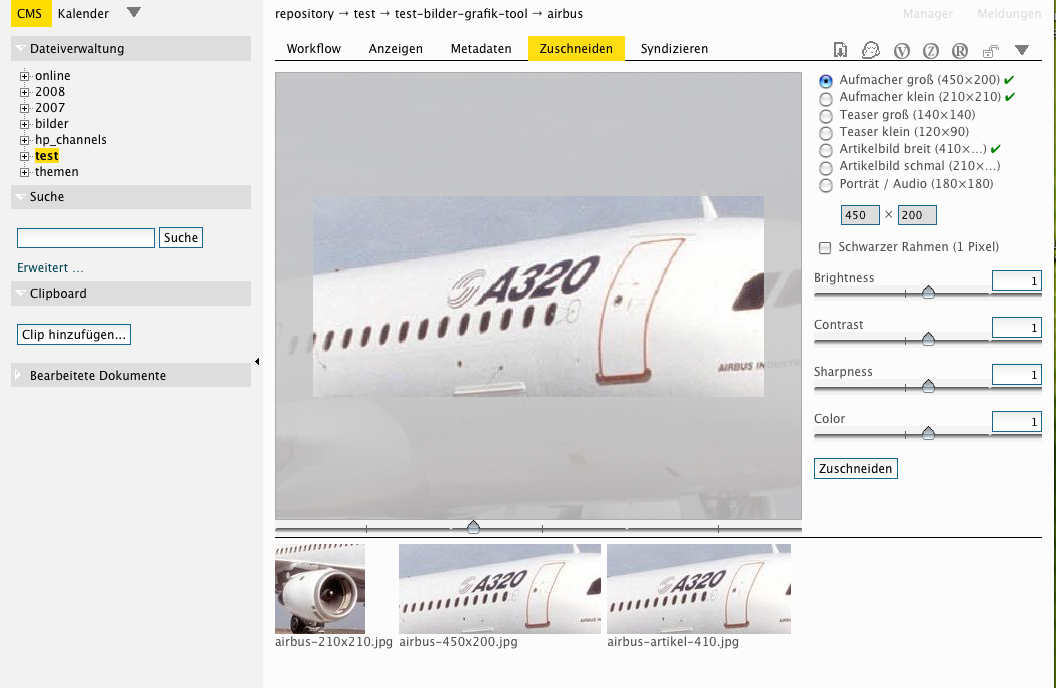 CMS Kalender
repository → test → test-bilder-grafik-tool → airbus
Manager Meldungen
Dateiverwaltung
online
2008
2007
bilder
hp_channels
test
themen
Suche
Suche
Erweitert ...
Clipboard
Clip hinzufügen...
Bearbeitete Dokumente
Workflow Anzeigen Metadaten Zuschneiden Syndizieren
V Z R
A320
AIRBUS INDUSTR
Aufmacher groß (450×200) ✔
Aufmacher klein (210×210) ✔
Teaser groß (140×140)
Teaser klein (120×90)
Artikelbild breit (410×...) ✔
Artikelbild schmal (210×...)
Porträt / Audio (180×180)
450 × 200
Schwarzer Rahmen (1 Pixel)
Brightness 1
Contrast 1
Sharpness 1
Color 1
Zuschneiden
A320
A320
airbus-210x210.jpg airbus-450x200.jpg airbus-artikel-410.jpg